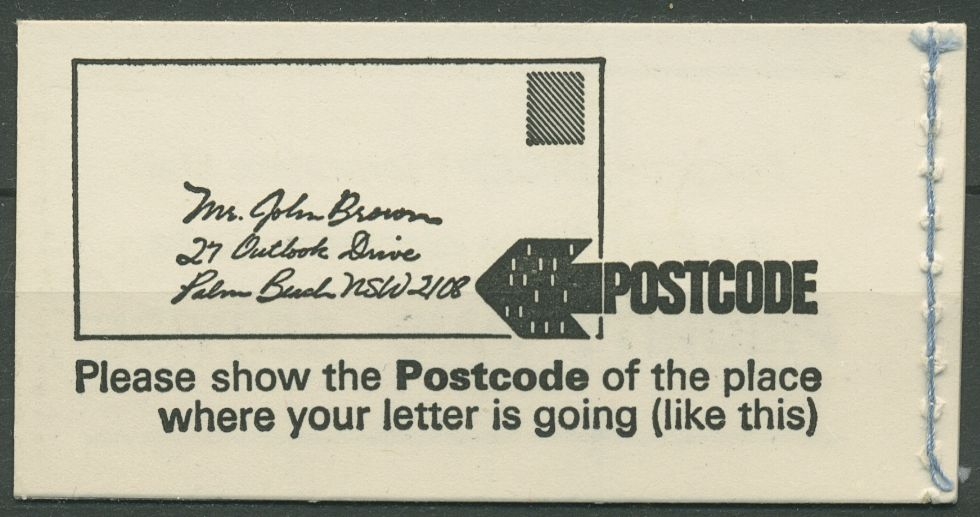 Mr. John Brown
27 Outlook Drive
Palm Beach NSW 2108
POSTCODE
Please show the Postcode of the place
where your letter is going (like this)